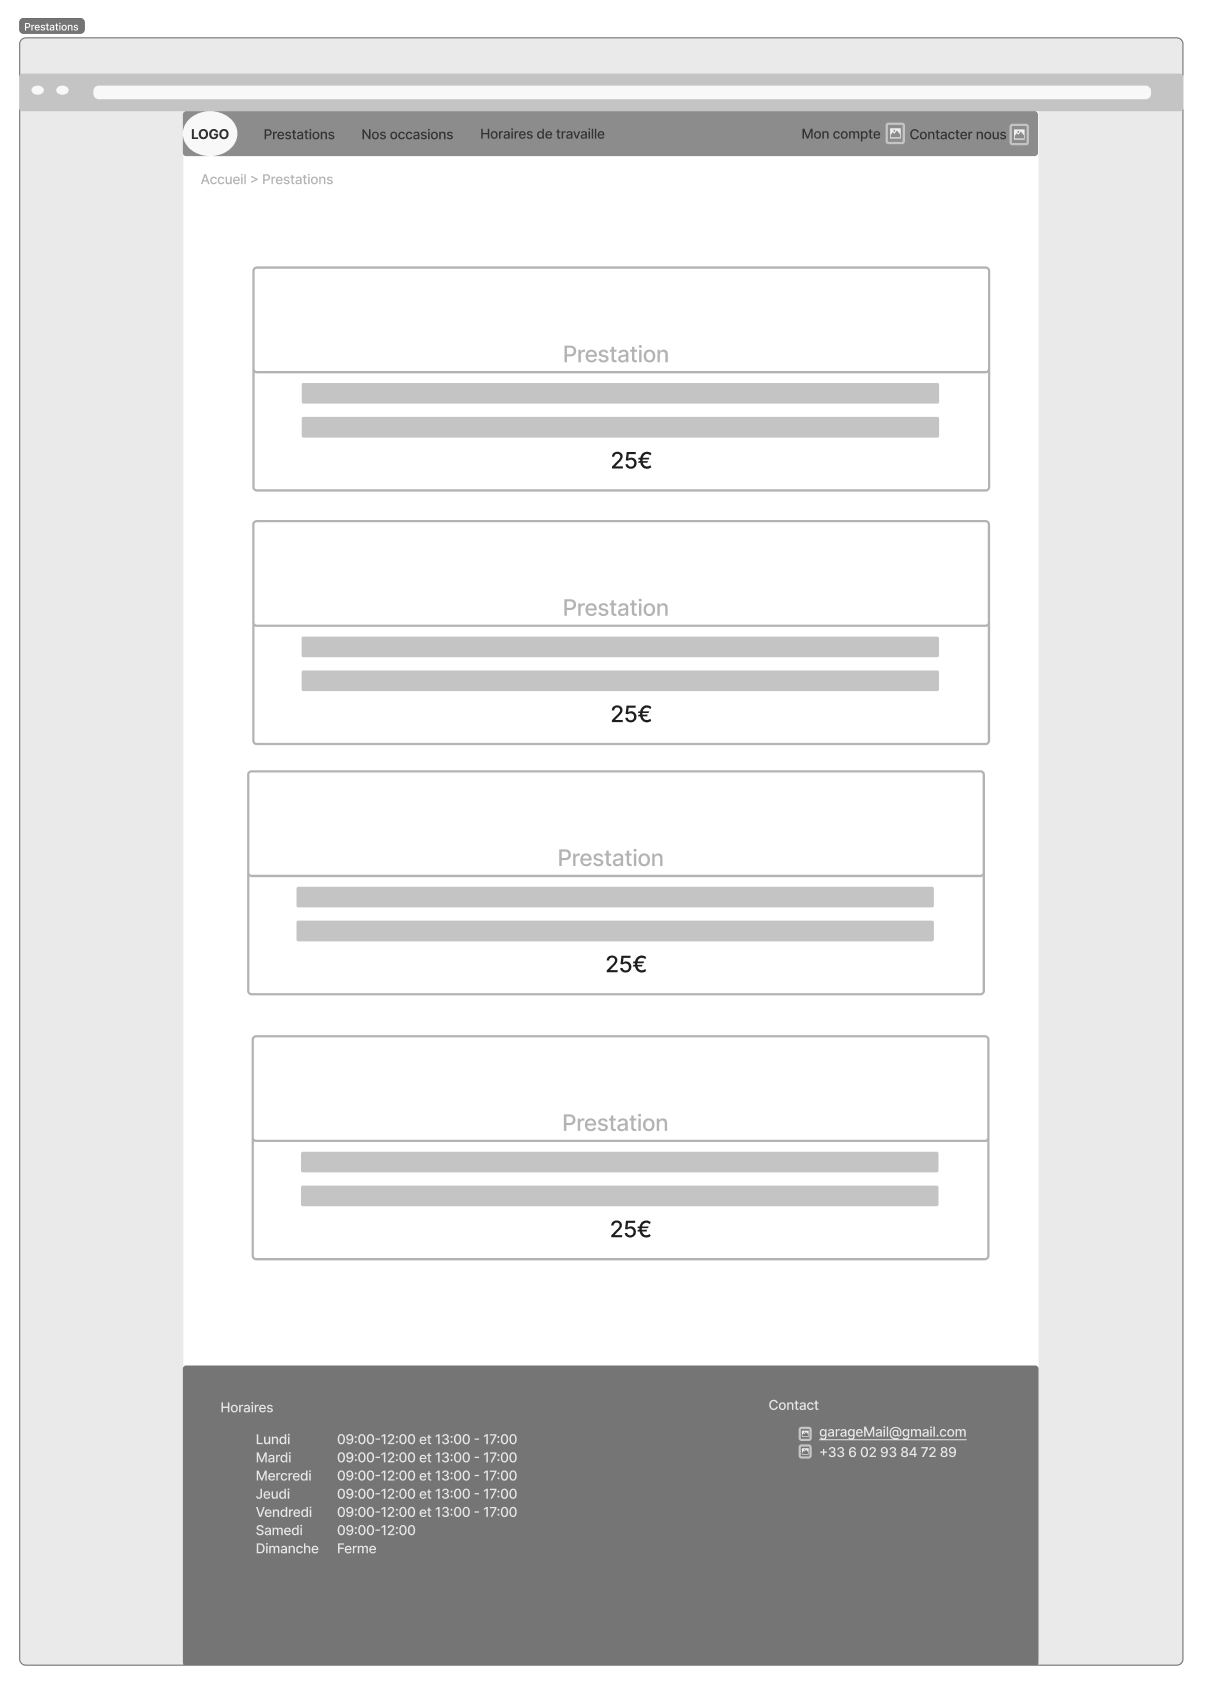 Prestations
LOGO Prestations Nos occasions Horaires de travaille Mon compte Contacter nous
Accueil > Prestations
Prestation
25€
Prestation
25€
Prestation
25€
Prestation
25€
Horaires
Lundi 09:00-12:00 et 13:00 - 17:00
Mardi 09:00-12:00 et 13:00 - 17:00
Mercredi 09:00-12:00 et 13:00 - 17:00
Jeudi 09:00-12:00 et 13:00 - 17:00
Vendredi 09:00-12:00 et 13:00 - 17:00
Samedi 09:00-12:00
Dimanche Ferme
Contact
garageMail@gmail.com
+33 6 02 93 84 72 89